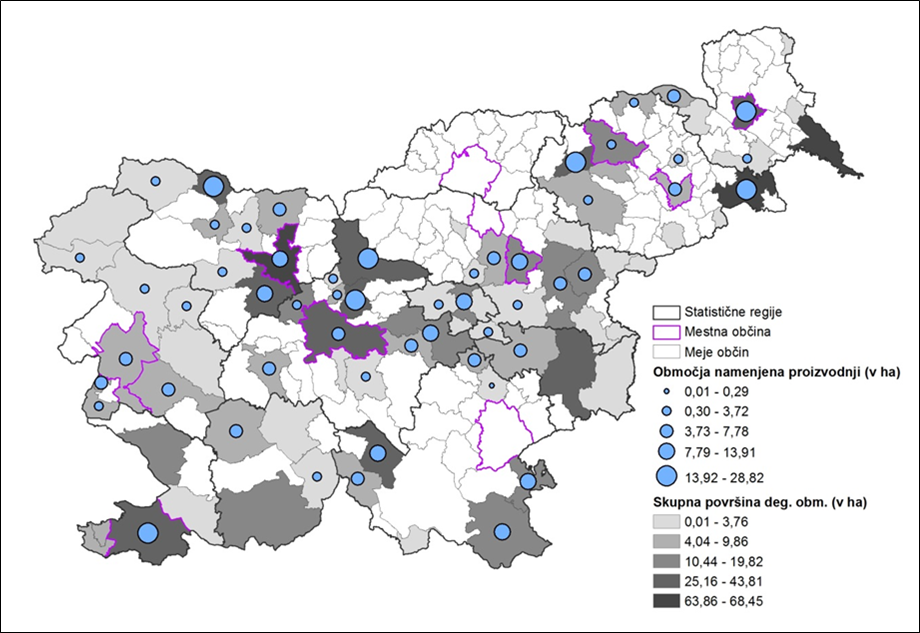 Statistične regije
Mestna občina
Meje občin
Območja namenjena proizvodnji (v ha)
0,01 - 0,29
0,30 - 3,72
3,73 - 7,78
7,79 - 13,91
13,92 - 28,82
Skupna površina deg. obm. (v ha)
0,01 - 3,76
4,04 - 9,86
10,44 - 19,82
25,16 - 43,81
63,86 - 68,45